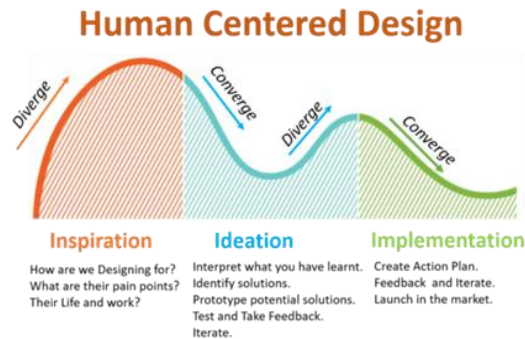 Human Centered Design
Diverge
Converge
Diverge
Converge
Inspiration
How are we Designing for?
What are their pain points?
Their Life and work?
Ideation
Interpret what you have learnt.
Identify solutions.
Prototype potential solutions.
Test and Take Feedback.
Iterate.
Implementation
Create Action Plan.
Feedback and Iterate.
Launch in the market.